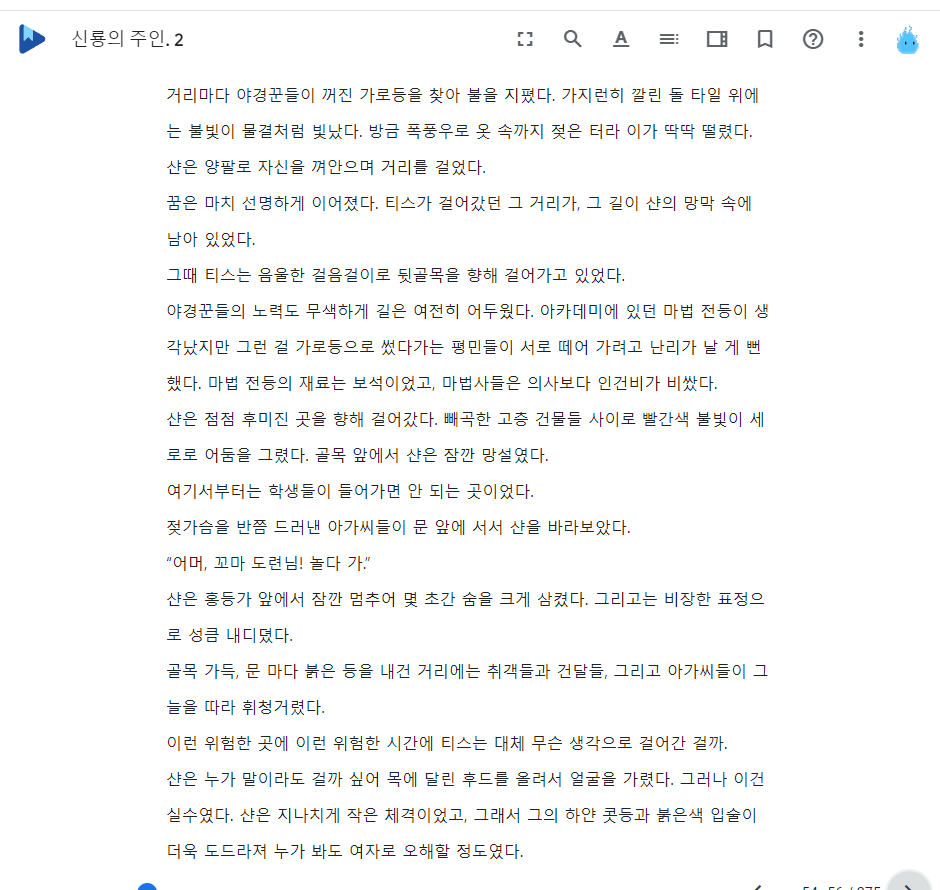 신룡의 주인. 2
거리마다 야경꾼들이 꺼진 가로등을 찾아 불을 지폈다. 가지런히 깔린 돌 타일 위에
는 불빛이 물결처럼 빛났다. 방금 폭풍우로 옷 속까지 젖은 터라 이가 딱딱 떨렸다.
샨은 양팔로 자신을 껴안으며 거리를 걸었다.
꿈은 마치 선명하게 이어졌다. 티스가 걸어갔던 그 거리가, 그 길이 샨의 망막 속에
남아 있었다.
그때 티스는 음울한 걸음걸이로 뒷골목을 향해 걸어가고 있었다.
야경꾼들의 노력도 무색하게 길은 여전히 어두웠다. 아카데미에 있던 마법 전등이 생
각났지만 그런 걸 가로등으로 썼다가는 평민들이 서로 떼어 가려고 난리가 날 게 뻔
했다. 마법 전등의 재료는 보석이었고, 마법사들은 의사보다 인건비가 비쌌다.
샨은 점점 후미진 곳을 향해 걸어갔다. 빼곡한 고층 건물들 사이로 빨간색 불빛이 세
로로 어둠을 그렸다. 골목 앞에서 샨은 잠깐 망설였다.
여기서부터는 학생들이 들어가면 안 되는 곳이었다.
젖가슴을 반쯤 드러낸 아가씨들이 문 앞에 서서 샨을 바라보았다.
“어머, 꼬마 도련님! 놀다 가.”
샨은 홍등가 앞에서 잠깐 멈추어 몇 초간 숨을 크게 삼켰다. 그리고는 비장한 표정으
로 성큼 내디뎠다.
골목 가득, 문 마다 붉은 등을 내건 거리에는 취객들과 건달들, 그리고 아가씨들이 그
늘을 따라 휘청거렸다.
이런 위험한 곳에 이런 위험한 시간에 티스는 대체 무슨 생각으로 걸어간 걸까.
샨은 누가 말이라도 걸까 싶어 목에 달린 후드를 올려서 얼굴을 가렸다. 그러나 이건
실수였다. 샨은 지나치게 작은 체격이었고, 그래서 그의 하얀 콧등과 붉은색 입술이
더욱 도드라져 누가 봐도 여자로 오해할 정도였다.